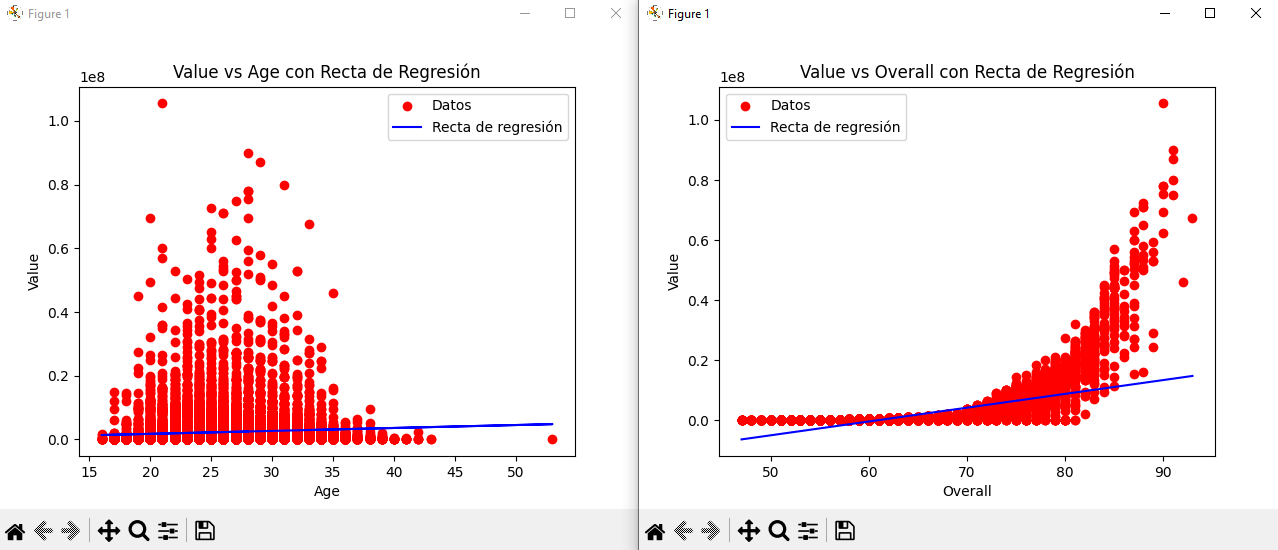 Figure 1
Value vs Age con Recta de Regresión
1e8
Datos
Recta de regresión
1.0
0.8
0.6
0.4
0.2
0.0
Value
15 20 25 30 35 40 45 50
Age
Figure 1
Value vs Overall con Recta de Regresión
1e8
Datos
Recta de regresión
1.0
0.8
0.6
0.4
0.2
0.0
Value
50 60 70 80 90
Overall